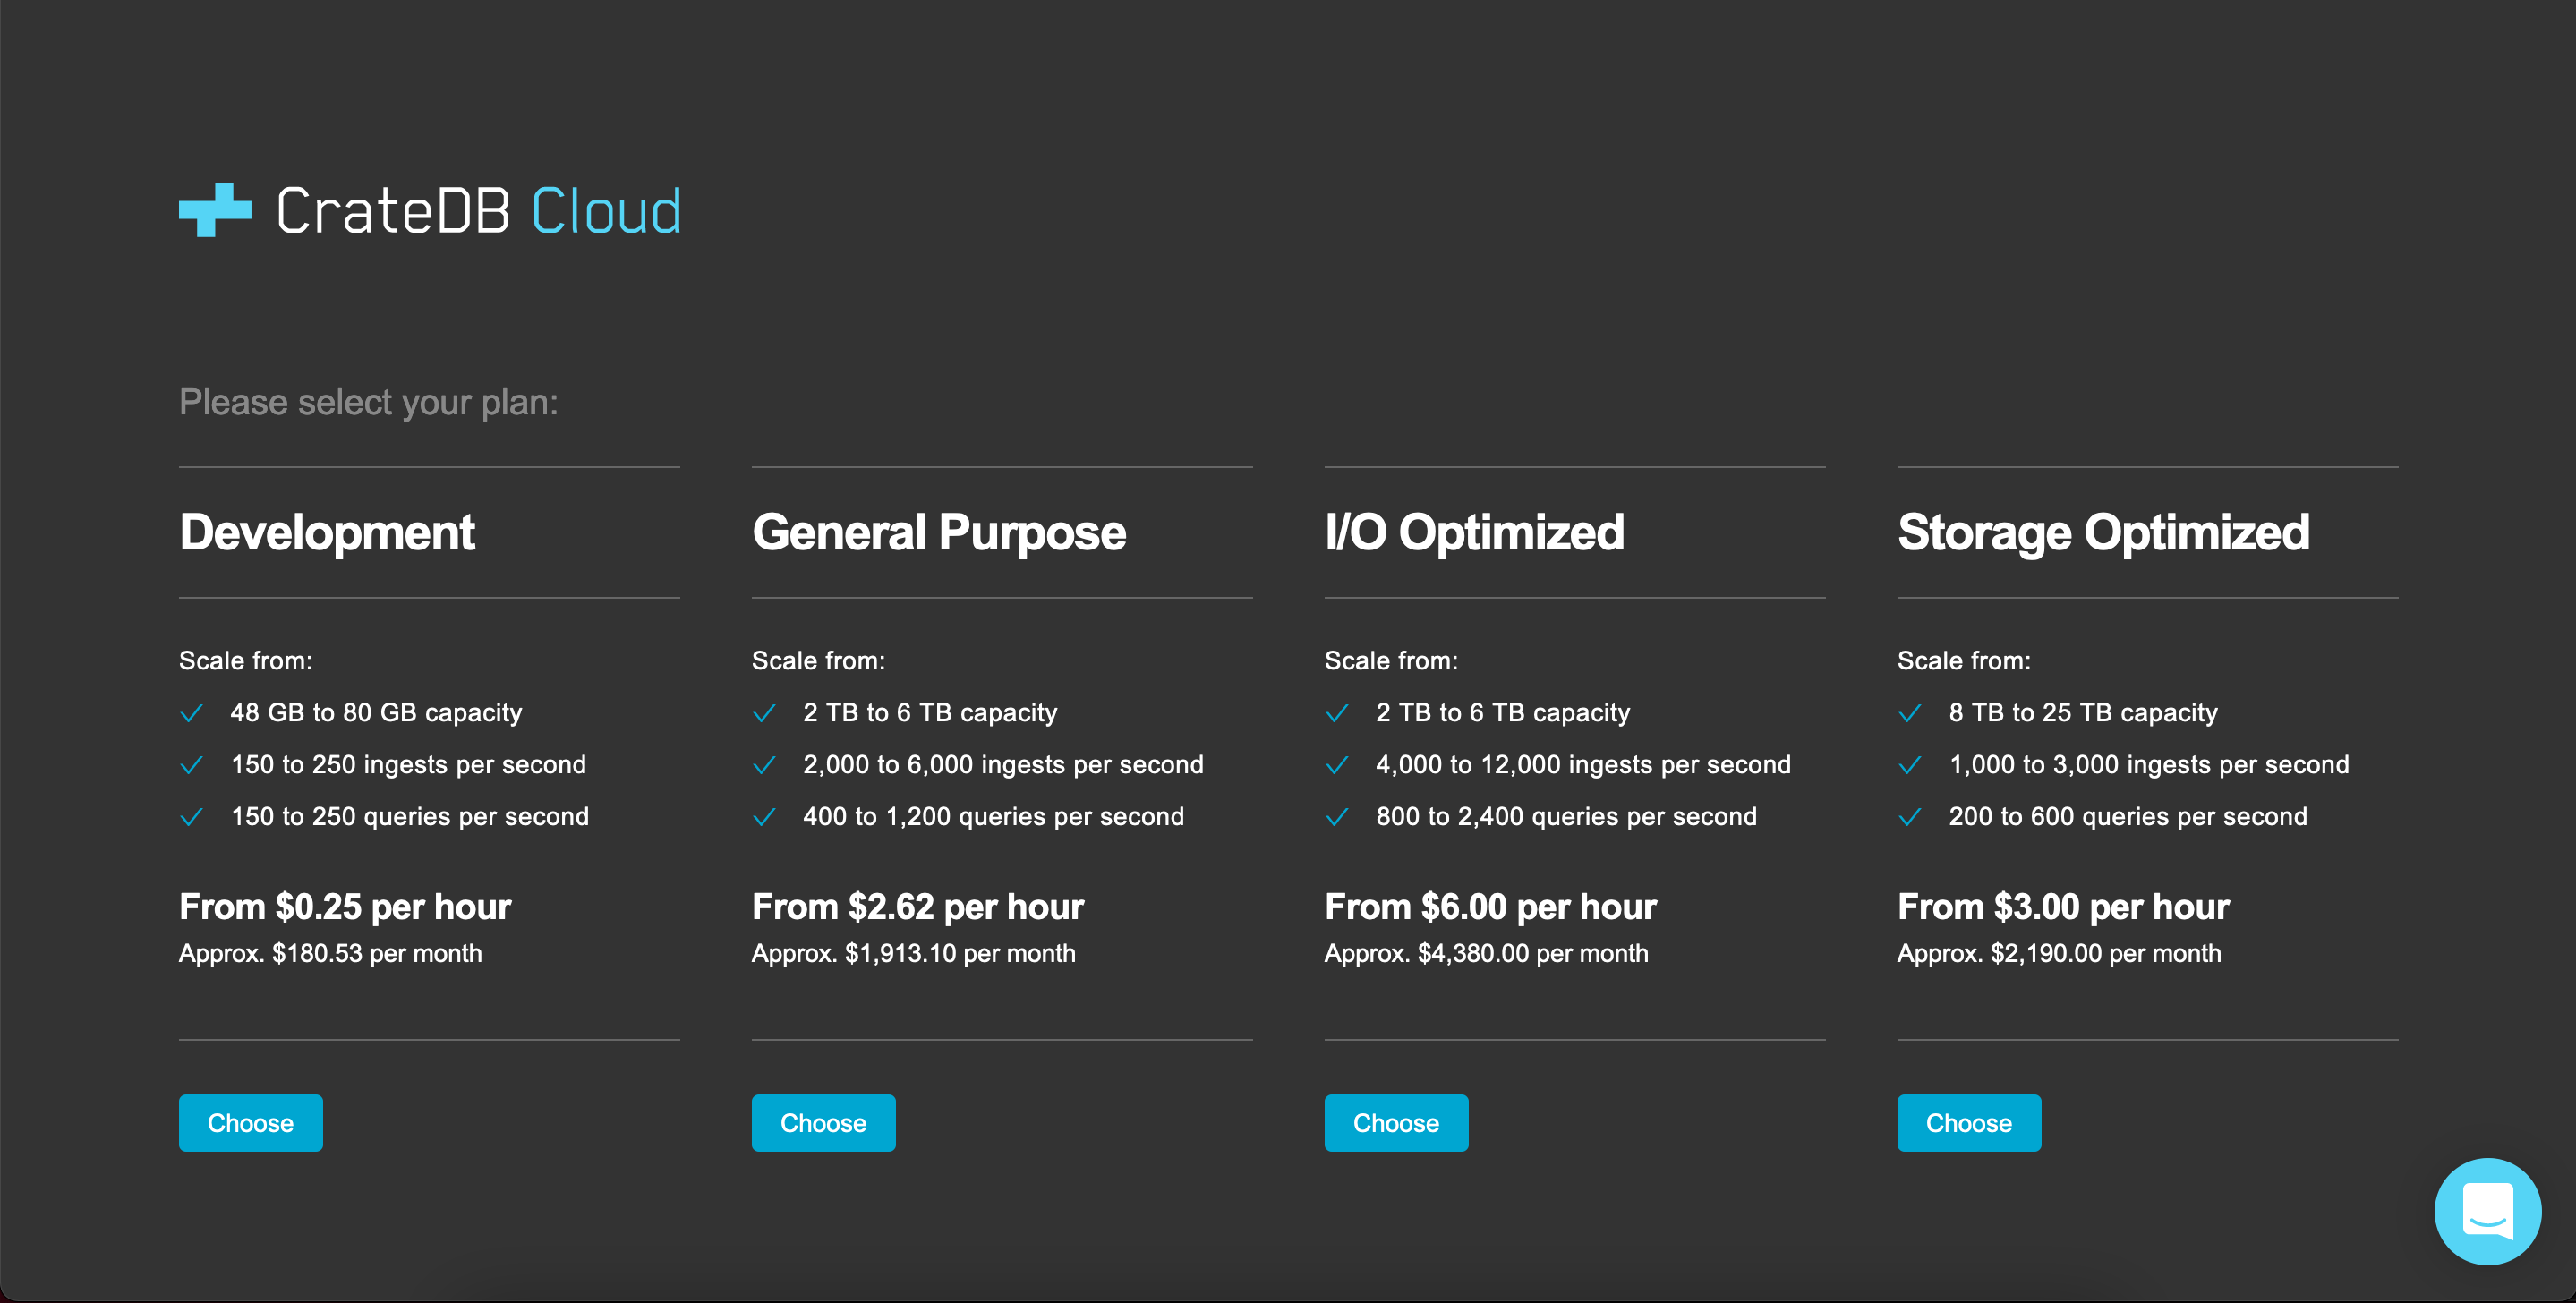 CrateDB Cloud
Please select your plan:
Development
Scale from:
48 GB to 80 GB capacity
150 to 250 ingests per second
150 to 250 queries per second
From $0.25 per hour
Approx. $180.53 per month
Choose
General Purpose
Scale from:
2 TB to 6 TB capacity
2,000 to 6,000 ingests per second
400 to 1,200 queries per second
From $2.62 per hour
Approx. $1,913.10 per month
Choose
I/O Optimized
Scale from:
2 TB to 6 TB capacity
4,000 to 12,000 ingests per second
800 to 2,400 queries per second
From $6.00 per hour
Approx. $4,380.00 per month
Choose
Storage Optimized
Scale from:
8 TB to 25 TB capacity
1,000 to 3,000 ingests per second
200 to 600 queries per second
From $3.00 per hour
Approx. $2,190.00 per month
Choose